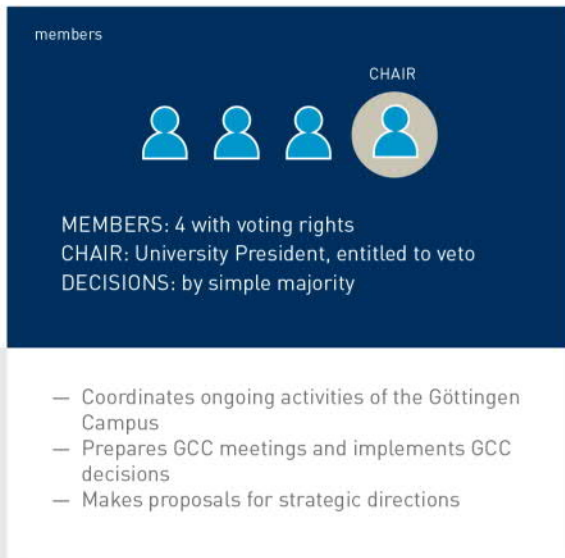 members
CHAIR
MEMBERS: 4 with voting rights
CHAIR: University President, entitled to veto
DECISIONS: by simple majority
— Coordinates ongoing activities of the Göttingen
Campus
— Prepares GCC meetings and implements GCC
decisions
— Makes proposals for strategic directions